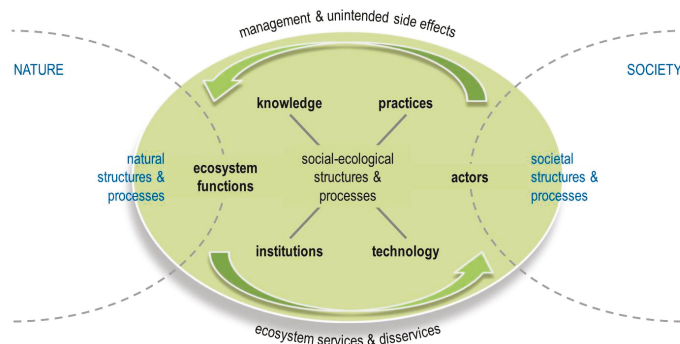 management & unintended side effects
NATURE
SOCIETY
knowledge
practices
natural
structures &
processes
ecosystem
functions
social-ecological
structures &
processes
actors
societal
structures &
processes
institutions
technology
ecosystem services & disservices